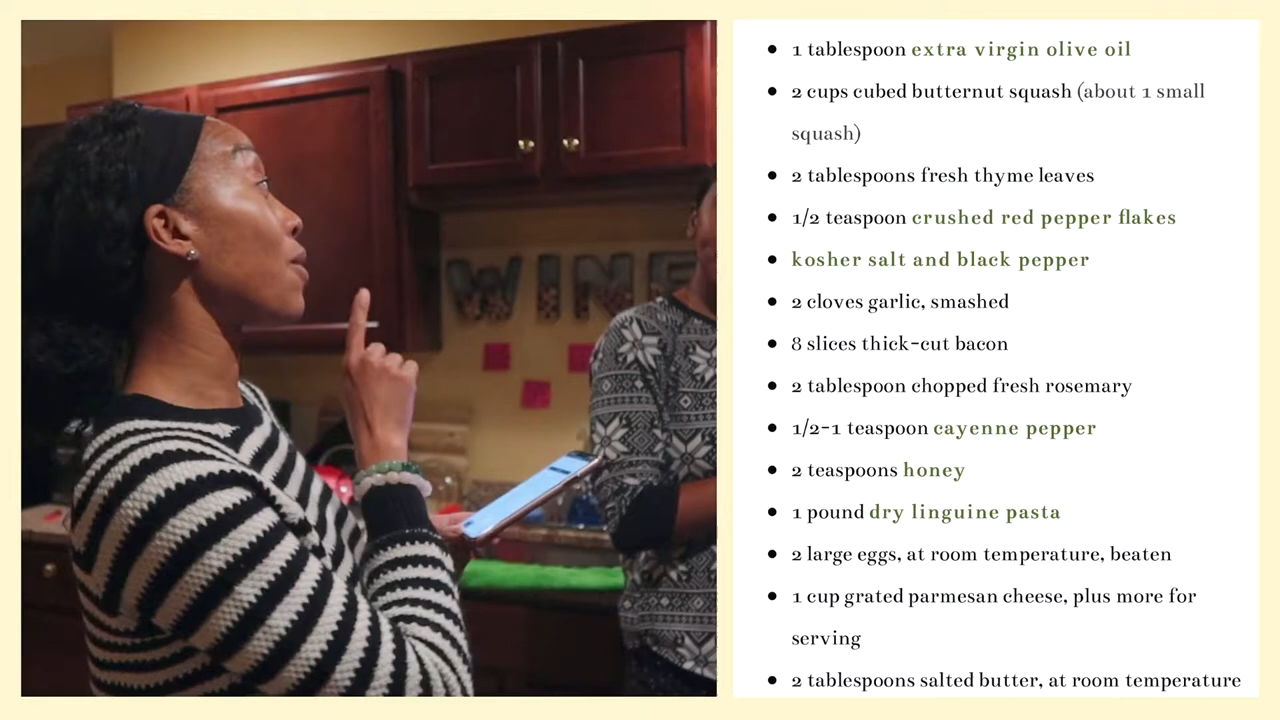 WINE
• 1 tablespoon extra virgin olive oil
• 2 cups cubed butternut squash (about 1 small
squash)
• 2 tablespoons fresh thyme leaves
• 1/2 teaspoon crushed red pepper flakes
• kosher salt and black pepper
• 2 cloves garlic, smashed
• 8 slices thick-cut bacon
• 2 tablespoon chopped fresh rosemary
• 1/2-1 teaspoon cayenne pepper
• 2 teaspoons honey
• 1 pound dry linguine pasta
• 2 large eggs, at room temperature, beaten
• 1 cup grated parmesan cheese, plus more for
serving
• 2 tablespoons salted butter, at room temperature